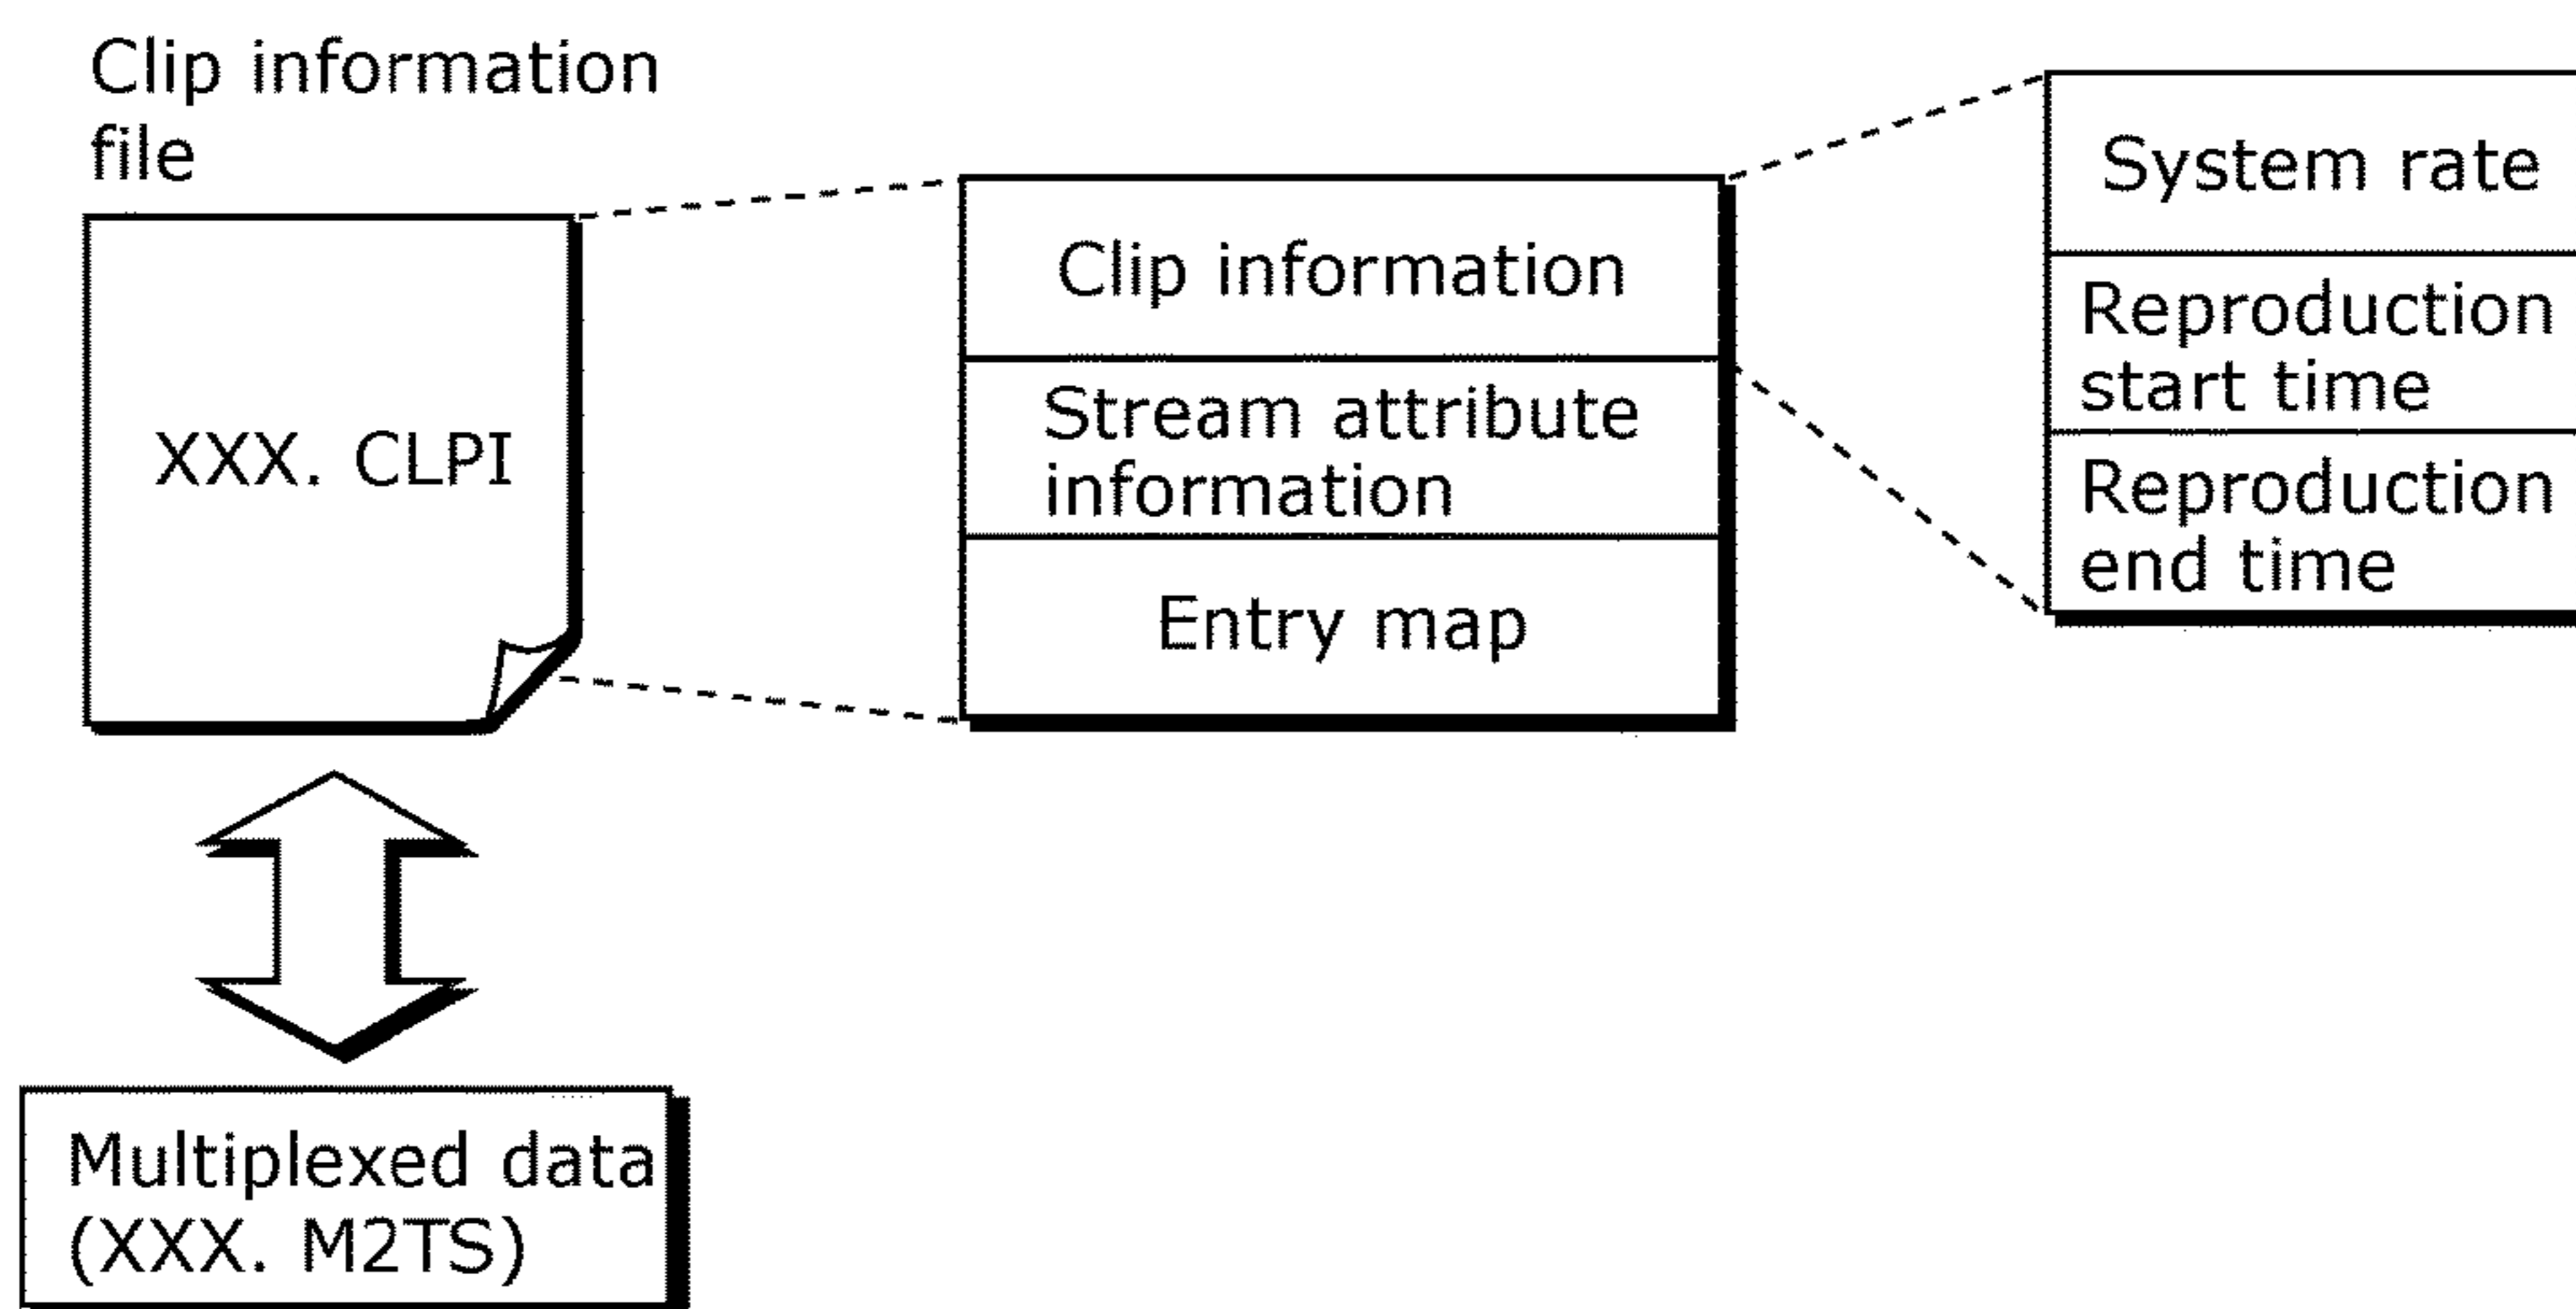 Clip information
file
XXX. CLPI
Multiplexed data
(XXX. M2TS)
Clip information
Stream attribute
information
Entry map
System rate
Reproduction
start time
Reproduction
end time